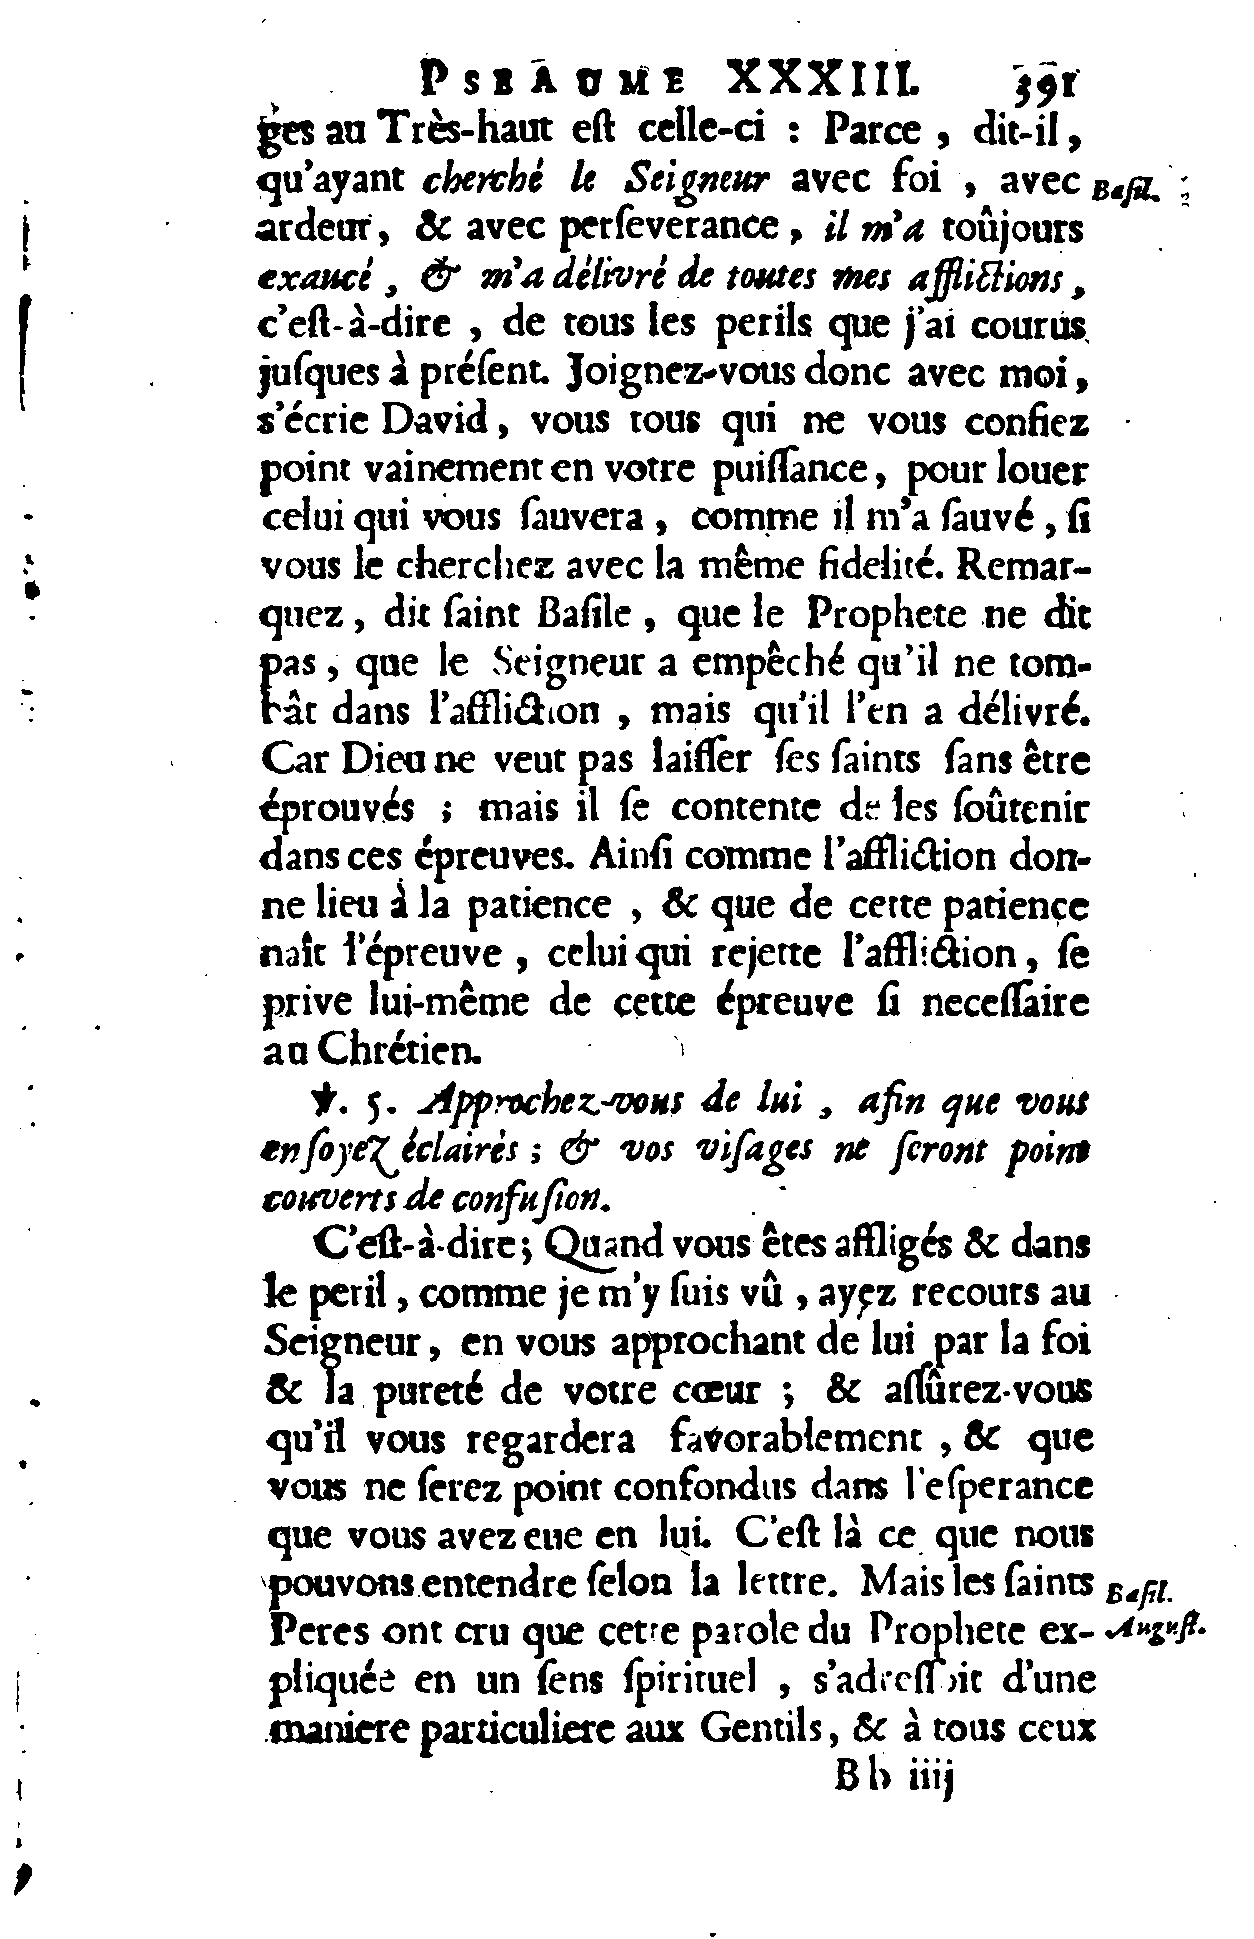 PSEAUME XXXIII. 391
ges au Très-haut eſt celle-ci : Parce , dit-il ,
qu'ayant cherché le Seigneur avec foi , avec Baſil.
ardeur, & avec perſeverance , il m'a toûjours
exaucé , & m'a délivré de toutes mes afflictions ,
c'eſt-à-dire , de tous les perils que j'ai courus
juſques à préſent. Joignez-vous donc avec moi ,
s'écrie David , vous tous qui ne vous confiez
point vainement en votre puiſſance , pour louer
celui qui vous ſauvera , comme il m'a ſauvé , ſi
vous le cherchez avec la même fidelité. Remar-
quez , dit ſaint Baſile , que le Prophete ne dit
pas , que le Seigneur a empêché qu'il ne tom-
bât dans l'affliction , mais qu'il l'en a délivré.
Car Dieu ne veut pas laiſſer ſes ſaints ſans être
éprouvés ; mais il ſe contente de les ſoûtenir
dans ces épreuves. Ainſi comme l'affliction don-
ne lieu à la patience , & que de cette patience
naît l'épreuve , celui qui rejette l'affliction , ſe
prive lui-même de cette épreuve ſi neceſſaire
au Chrétien.
℣. 5. Approchez-vous de lui , afin que vous
en ſoyez éclairès ; & vos viſages ne ſeront point
couverts de confuſion.
C'eſt-à-dire ; Quand vous êtes affligés & dans
le peril , comme je m'y ſuis vû , ayez recours au
Seigneur , en vous approchant de lui par la foi
& la pureté de votre cœur ; & aſſûrez-vous
qu'il vous regardera favorablement , & que
vous ne ſerez point confondus dans l'eſperance
que vous avez eue en lui. C'eſt là ce que nous
pouvons entendre ſelon la lettre. Mais les ſaints Baſil.
Peres ont cru que cette parole du Prophete ex- Auguſt.
pliquée en un ſens ſpirituel , s'adreſſoit d'une
maniere particuliere aux Gentils , & à tous ceux
Bb iiij